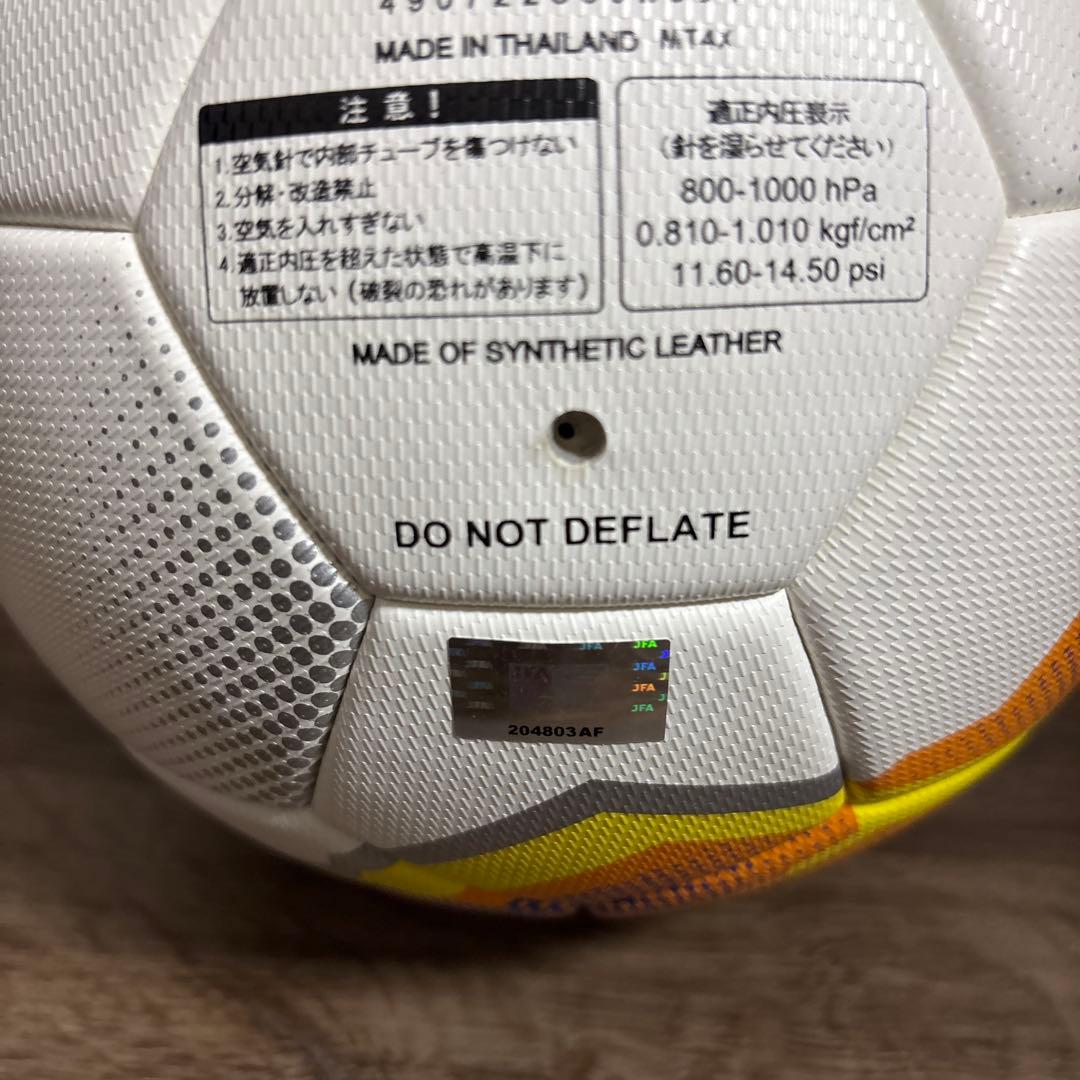 MADE IN THAILAND MT4X
注意!
1.空気針で内部チューブを傷つけない
2.分解・改造禁止
3.空気を入れすぎない
4.適正内圧を超えた状態で高温下に
放置しない(破裂の恐れがあります)
適正内圧表示
(針を湿らせてください)
800-1000 hPa
0.810-1.010 kgf/cm²
11.60-14.50 psi
MADE OF SYNTHETIC LEATHER
DO NOT DEFLATE
JFA
JFA
JFA
JFA
204803AF